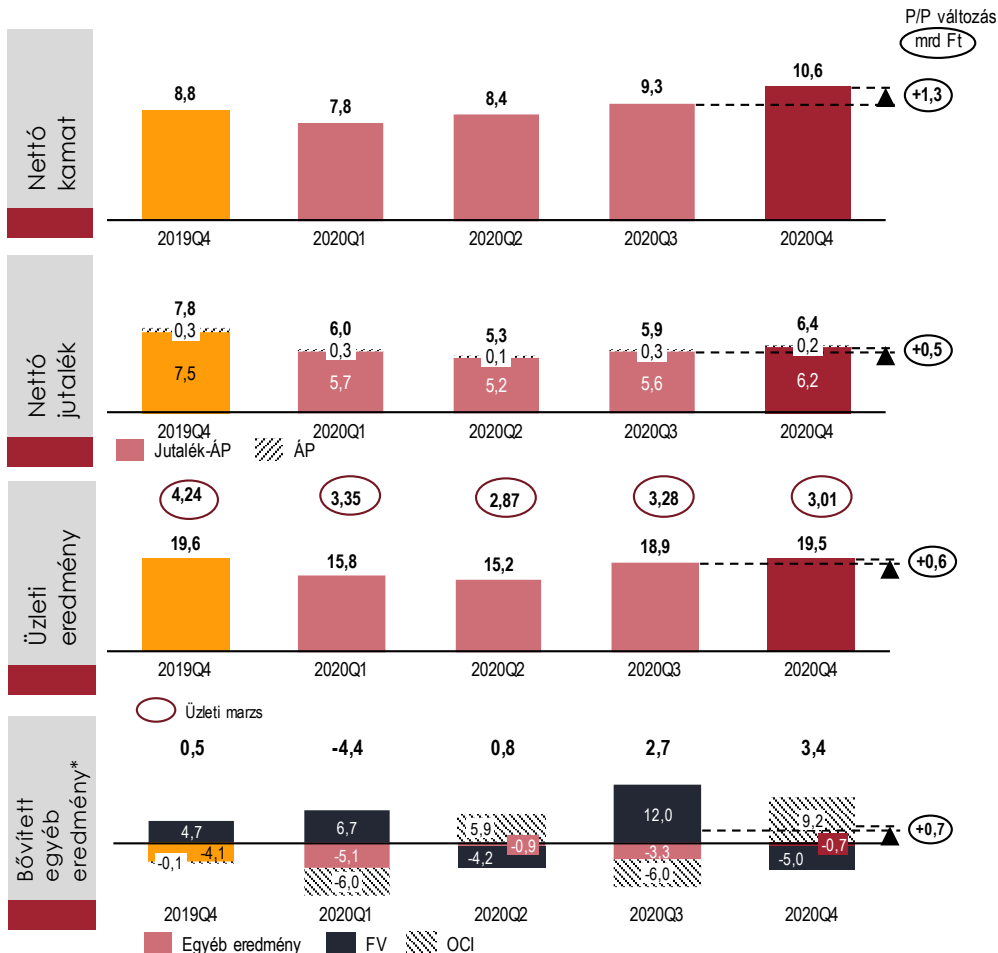 P/P változás
mrd Ft
Nettó
kamat
8,8
7,8
8,4
9,3
10,6
+1,3
2019Q4
2020Q1
2020Q2
2020Q3
2020Q4
Nettó
jutalék
7,8
6,0
5,3
5,9
6,4
0,3
0,3
0,1
0,3
0,2
+0,5
7,5
5,7
5,2
5,6
6,2
2019Q4
2020Q1
2020Q2
2020Q3
2020Q4
Jutalék-ÁP
ÁP
Üzleti
eredmény
4,24
3,35
2,87
3,28
3,01
19,6
15,8
15,2
18,9
19,5
+0,6
2019Q4
2020Q1
2020Q2
2020Q3
2020Q4
Üzleti marzs
Bővített
egyéb
eredmény*
0,5
-4,4
0,8
2,7
3,4
4,7
6,7
5,9
12,0
9,2
+0,7
-0,1
-4,1
-5,1
-6,0
-4,2
-0,9
-3,3
-6,0
-5,0
-0,7
2019Q4
2020Q1
2020Q2
2020Q3
2020Q4
Egyéb eredmény
FV
OCI